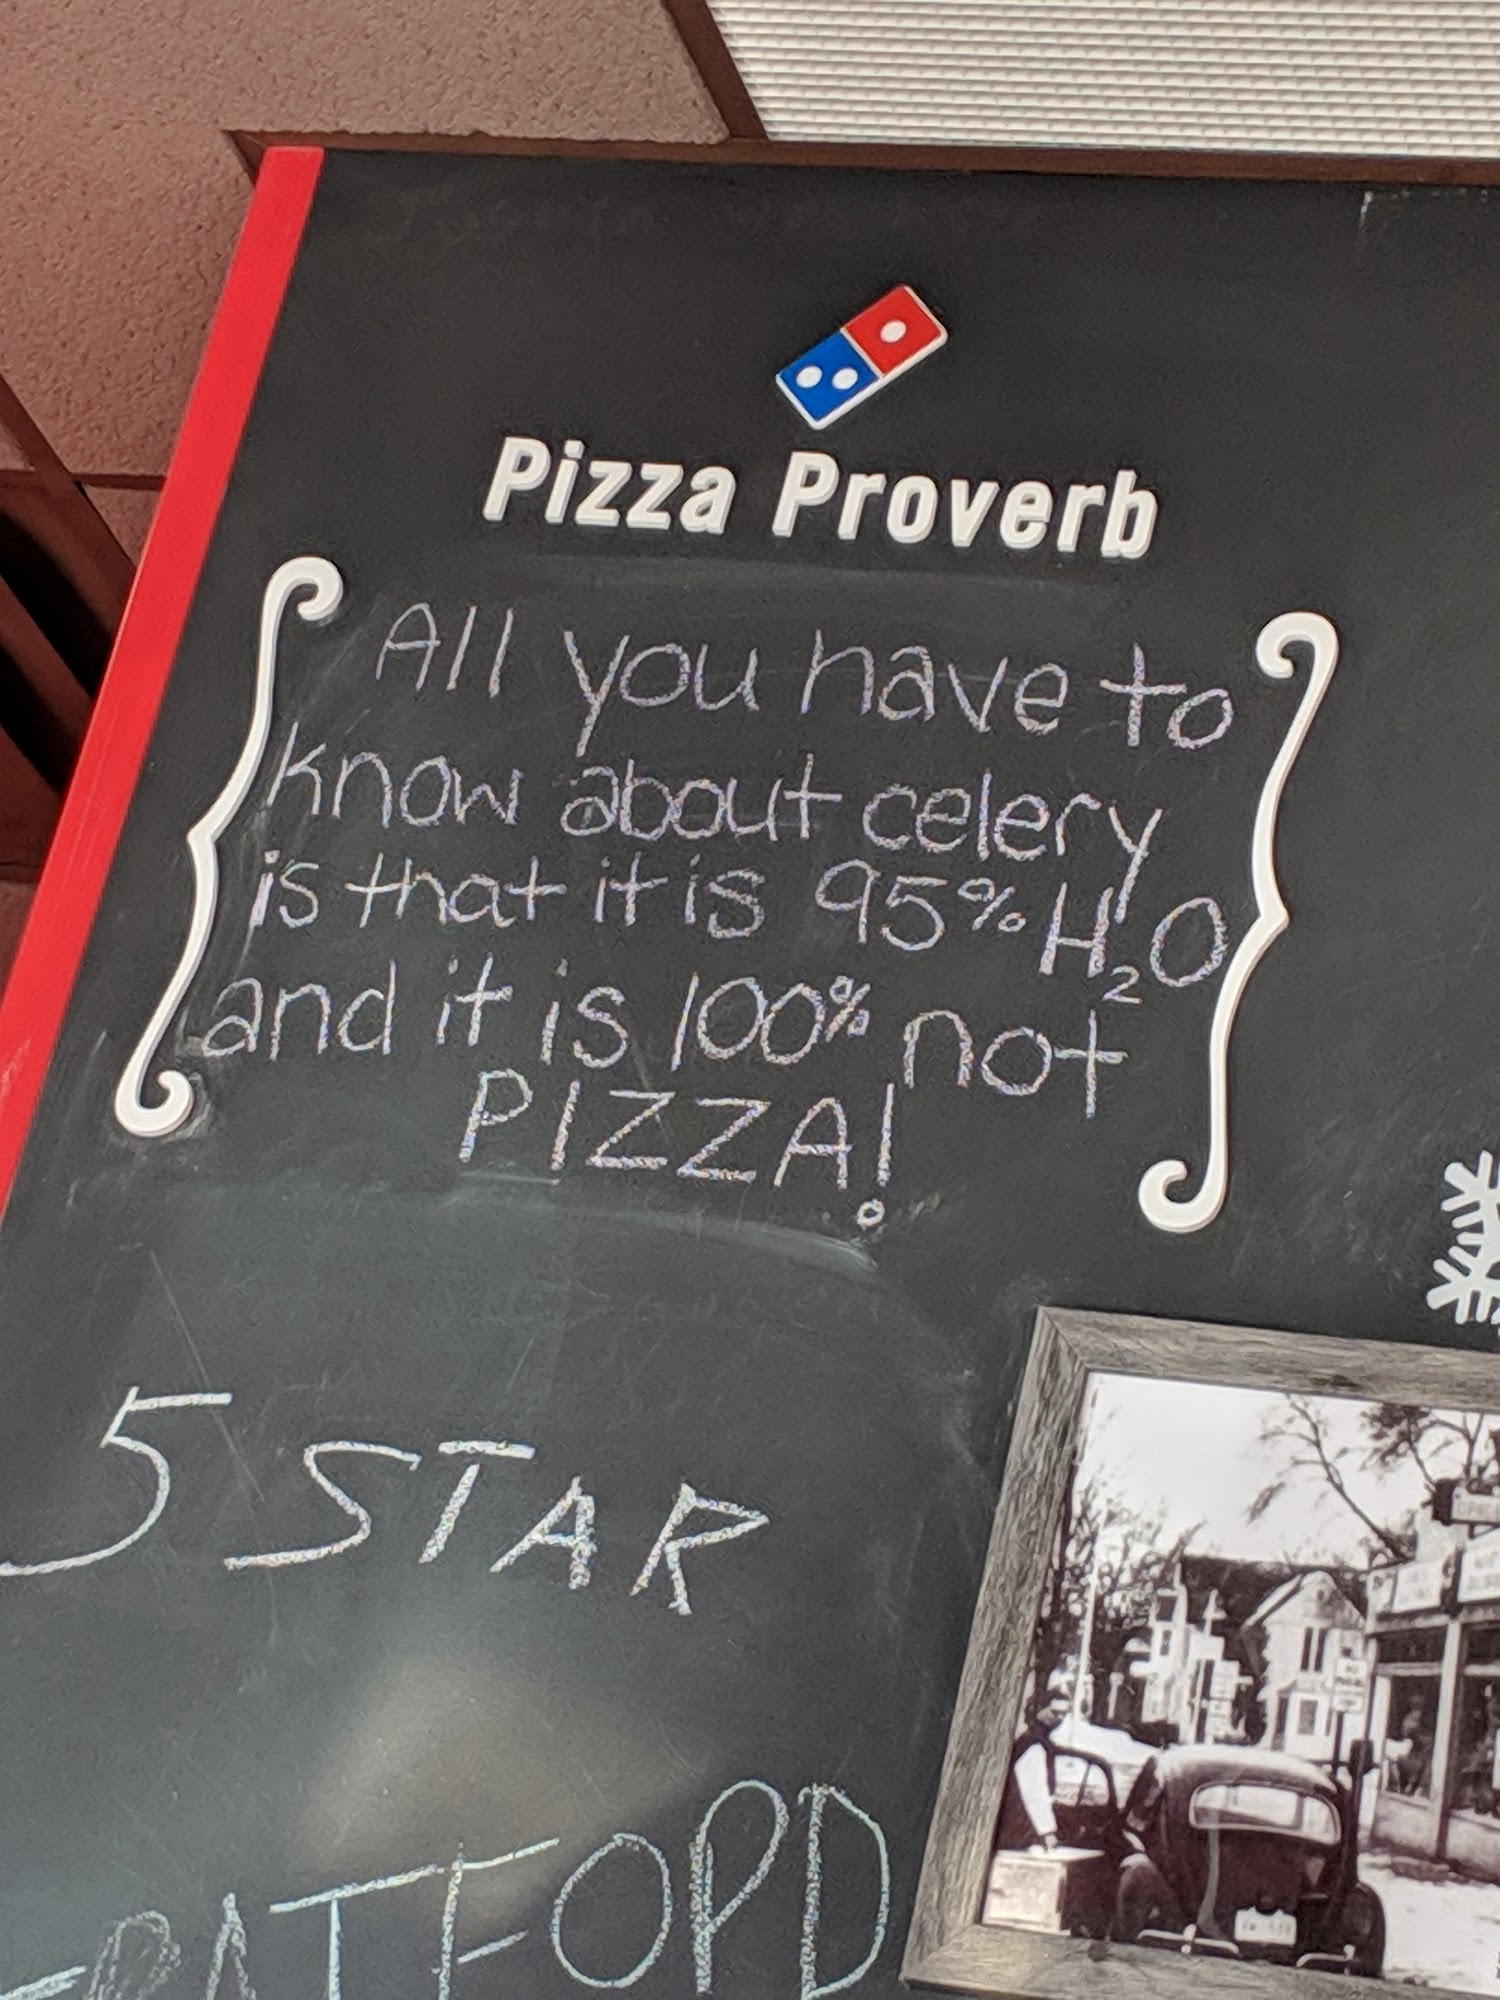 Pizza Proverb
All you have to
know about celery
is that it is 95% H₂O
and it is 100% not
PIZZA!
5 STAR